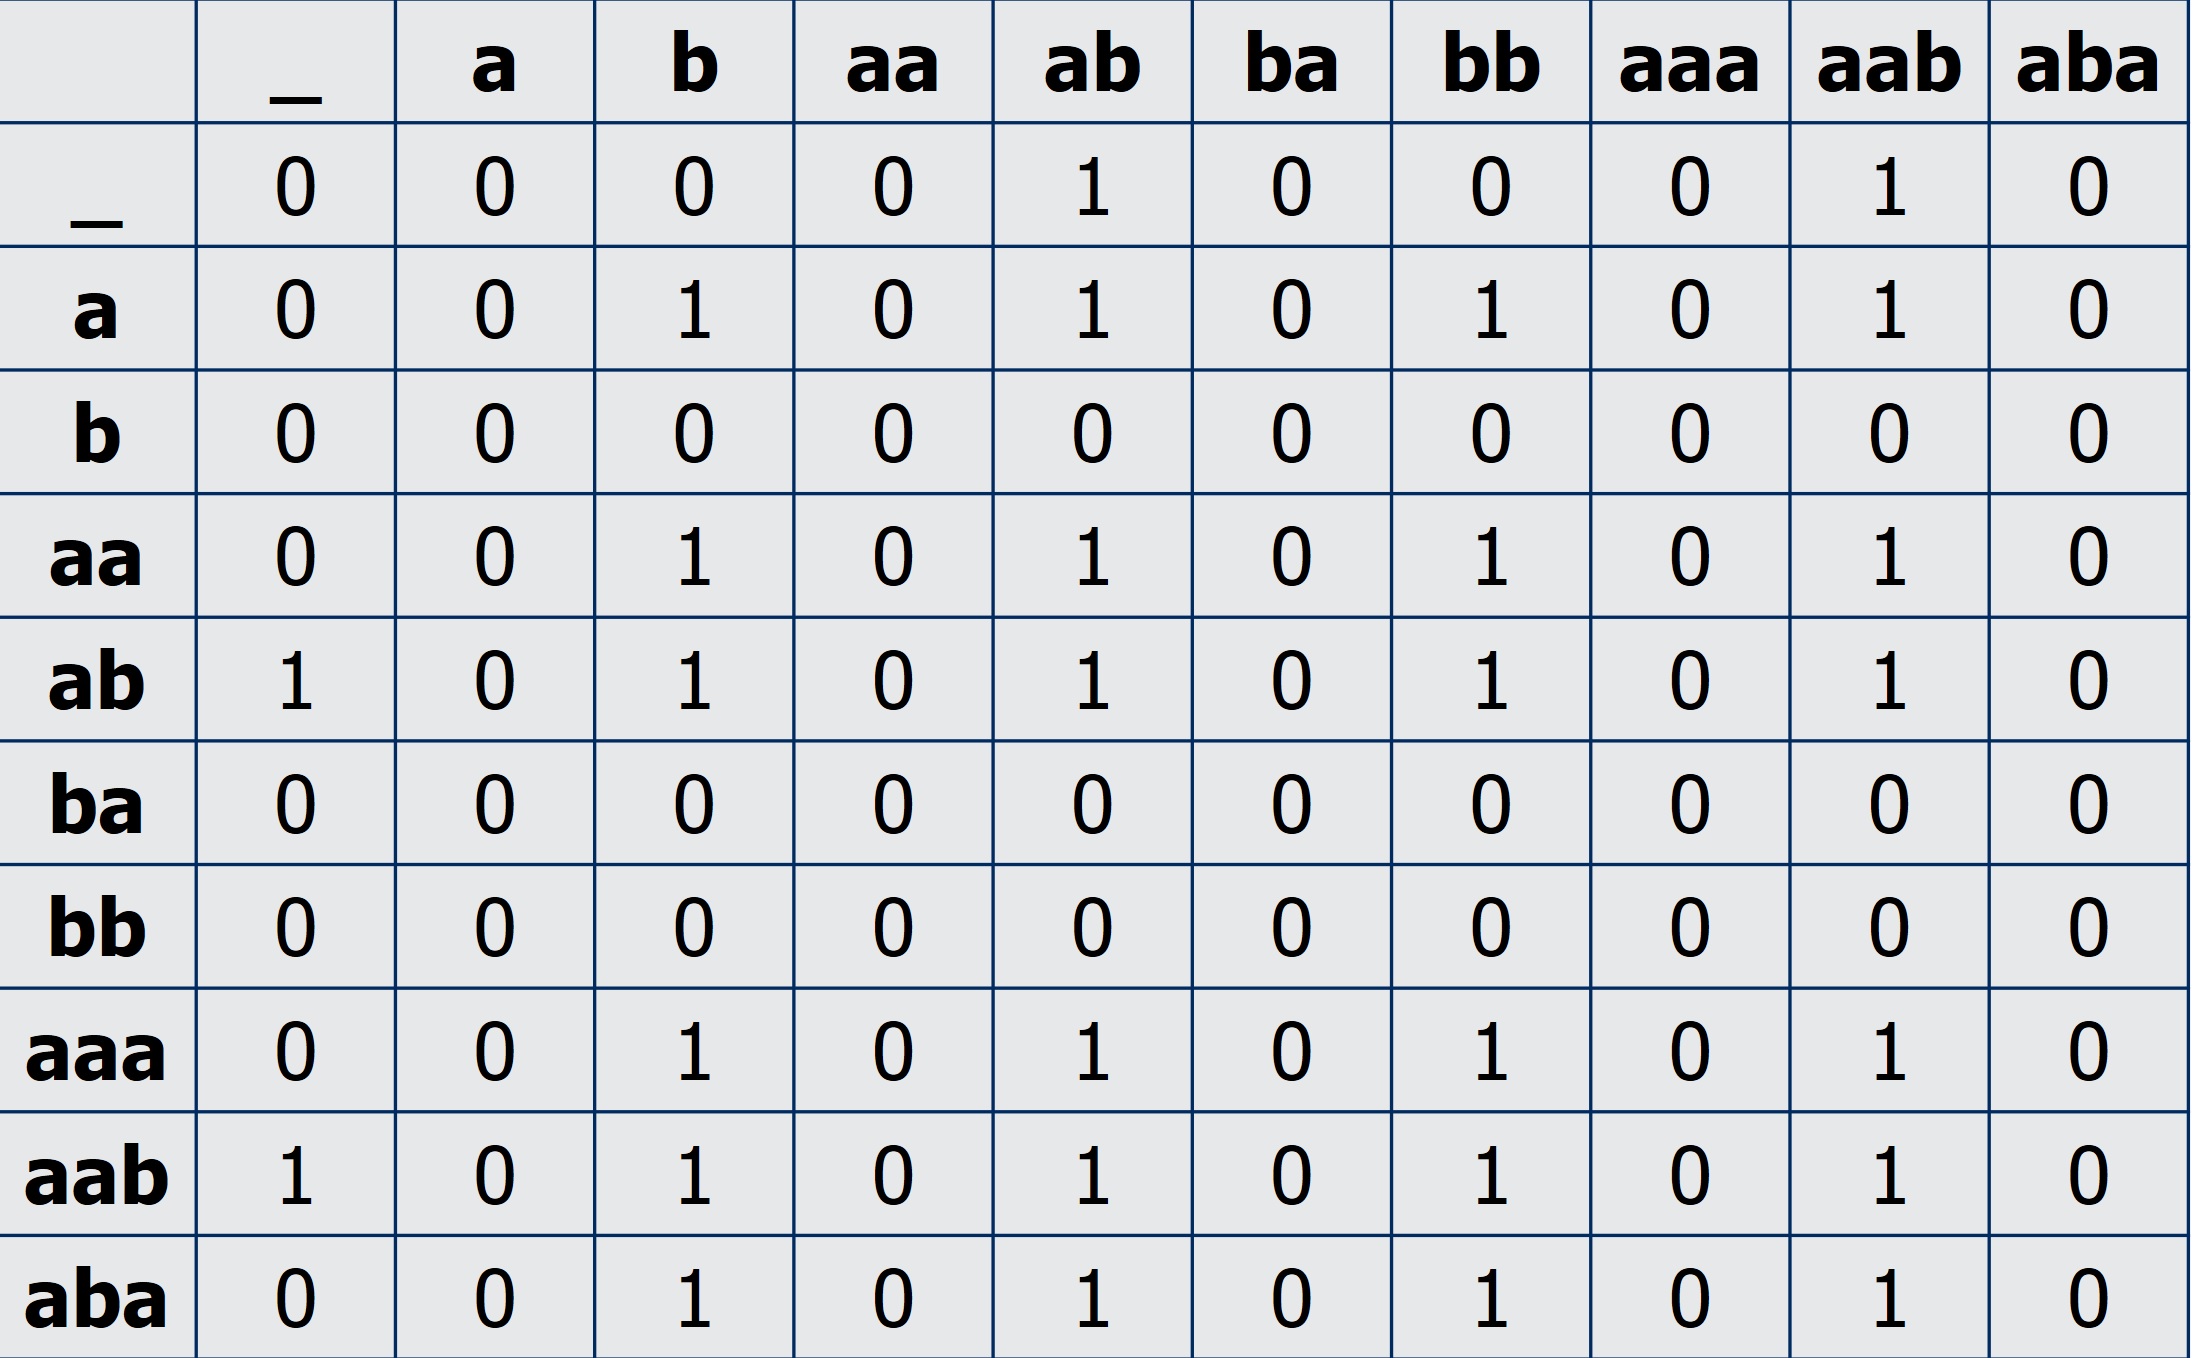 _ a b aa ab ba bb aaa aab aba
_ 0 0 0 0 1 0 0 0 1 0
a 0 0 1 0 1 0 1 0 1 0
b 0 0 0 0 0 0 0 0 0 0
aa 0 0 1 0 1 0 1 0 1 0
ab 1 0 1 0 1 0 1 0 1 0
ba 0 0 0 0 0 0 0 0 0 0
bb 0 0 0 0 0 0 0 0 0 0
aaa 0 0 1 0 1 0 1 0 1 0
aab 1 0 1 0 1 0 1 0 1 0
aba 0 0 1 0 1 0 1 0 1 0